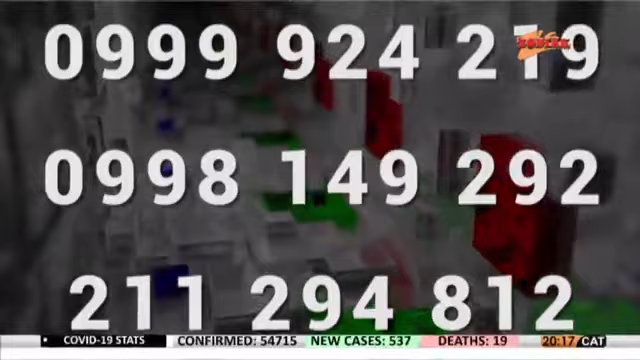 0999 924 219
ZODIAK
0998 149 292
211 294 812
COVID-19 STATS CONFIRMED: 54715 NEW CASES: 537 DEATHS: 19 20:17 CAT